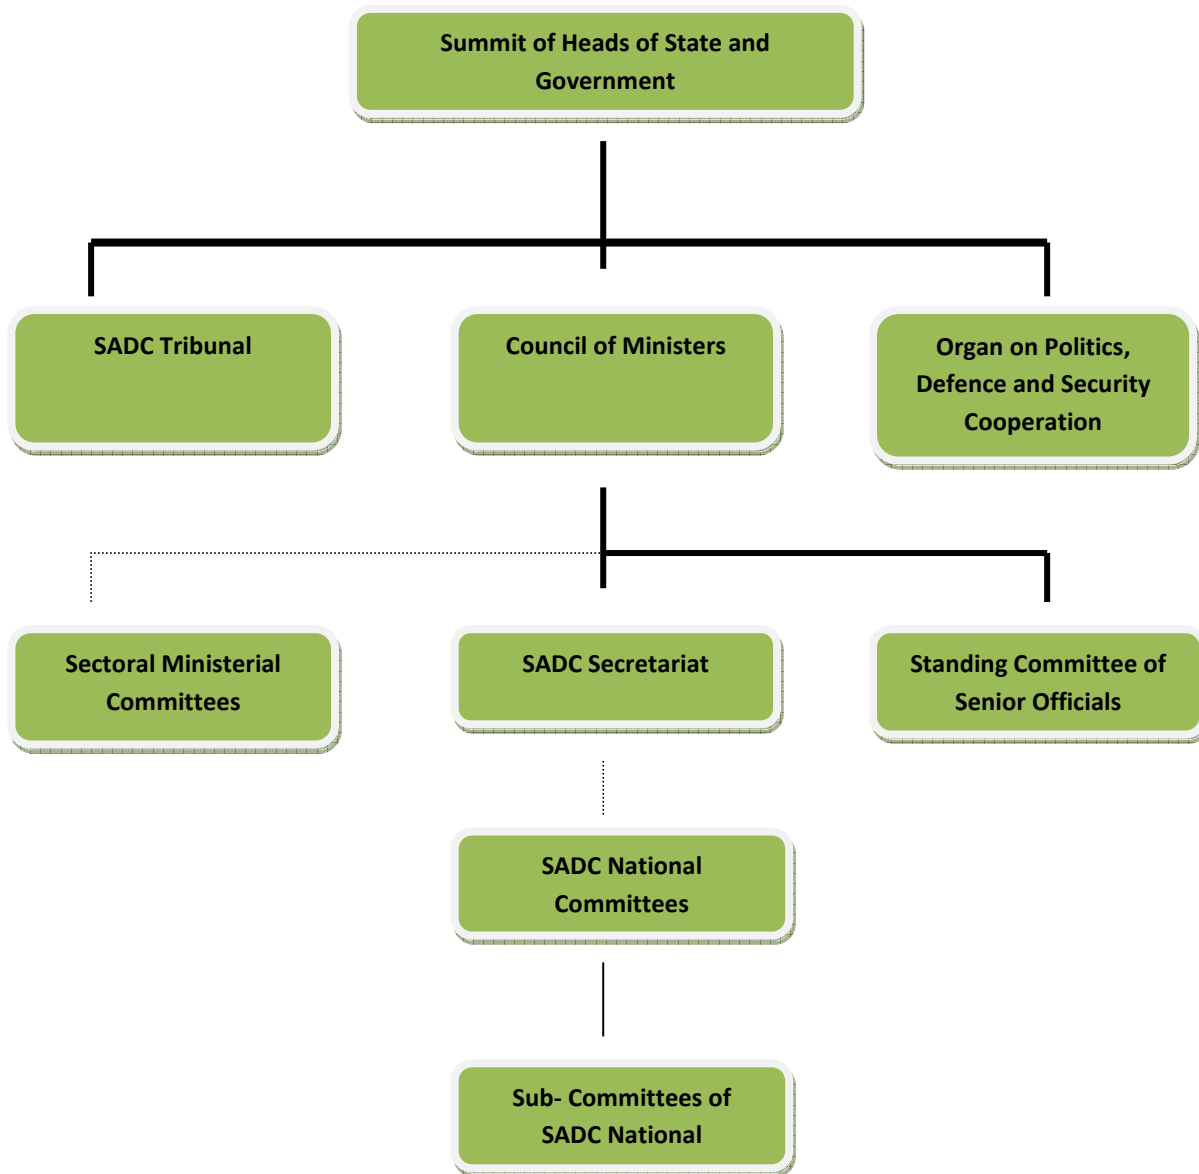 Summit of Heads of State and
Government
SADC Tribunal
Council of Ministers
Organ on Politics,
Defence and Security
Cooperation
Sectoral Ministerial
Committees
SADC Secretariat
Standing Committee of
Senior Officials
SADC National
Committees
Sub- Committees of
SADC National